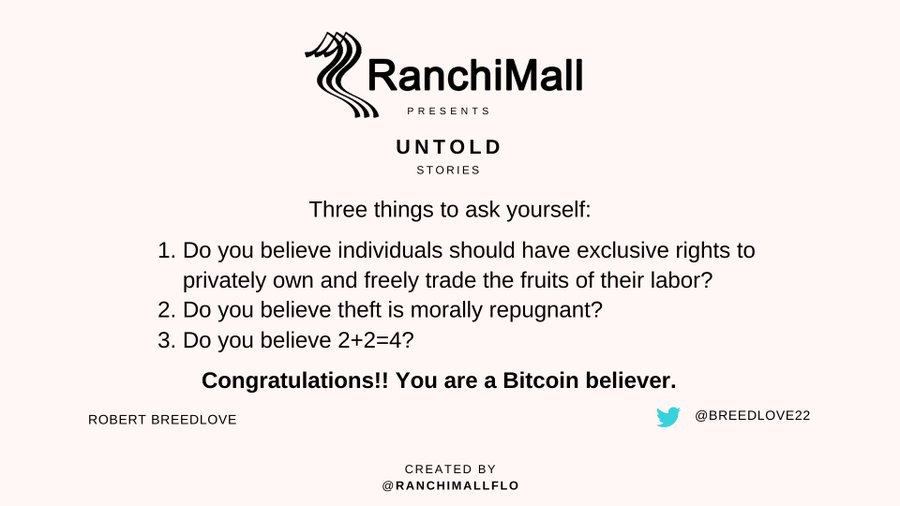 RanchiMall
PRESENTS
UNTOLD
STORIES
Three things to ask yourself:
1. Do you believe individuals should have exclusive rights to
privately own and freely trade the fruits of their labor?
2. Do you believe theft is morally repugnant?
3. Do you believe 2+2=4?
Congratulations!! You are a Bitcoin believer.
ROBERT BREEDLOVE
@BREEDLOVE22
CREATED BY
@RANCHIMALLFLO